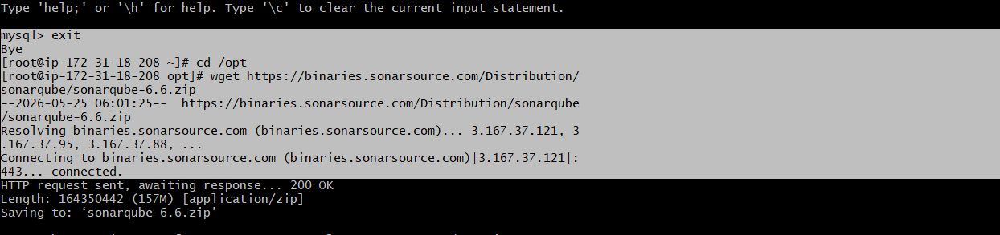 Type 'help;' or '\h' for help. Type '\c' to clear the current input statement.
mysql> exit
Bye
[root@ip-172-31-18-208 ~]# cd /opt
[root@ip-172-31-18-208 opt]# wget https://binaries.sonarsource.com/Distribution/
sonarqube/sonarqube-6.6.zip
--2026-05-25 06:01:25--  https://binaries.sonarsource.com/Distribution/sonarqube
/sonarqube-6.6.zip
Resolving binaries.sonarsource.com (binaries.sonarsource.com)... 3.167.37.121, 3
.167.37.95, 3.167.37.88, ...
Connecting to binaries.sonarsource.com (binaries.sonarsource.com)|3.167.37.121|:
443... connected.
HTTP request sent, awaiting response... 200 OK
Length: 164350442 (157M) [application/zip]
Saving to: ‘sonarqube-6.6.zip’